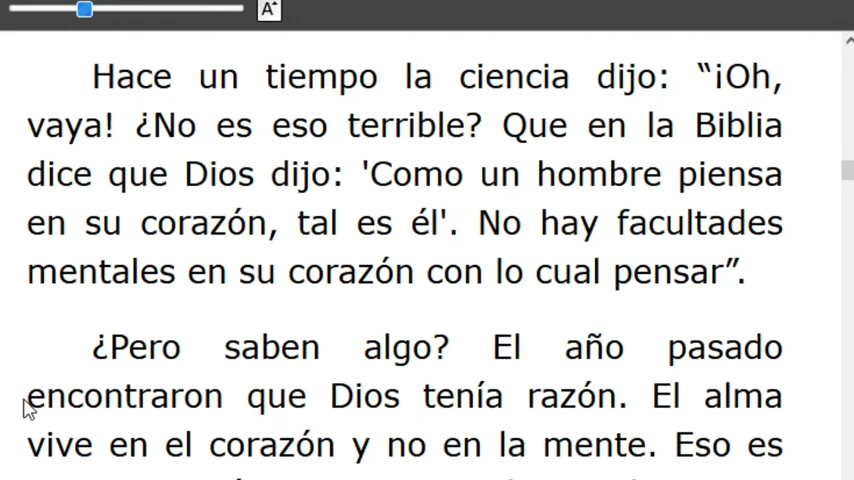 A
Hace un tiempo la ciencia dijo: “¡Oh,
vaya! ¿No es eso terrible? Que en la Biblia
dice que Dios dijo: 'Como un hombre piensa
en su corazón, tal es él'. No hay facultades
mentales en su corazón con lo cual pensar”.
¿Pero saben algo? El año pasado
encontraron que Dios tenía razón. El alma
vive en el corazón y no en la mente. Eso es